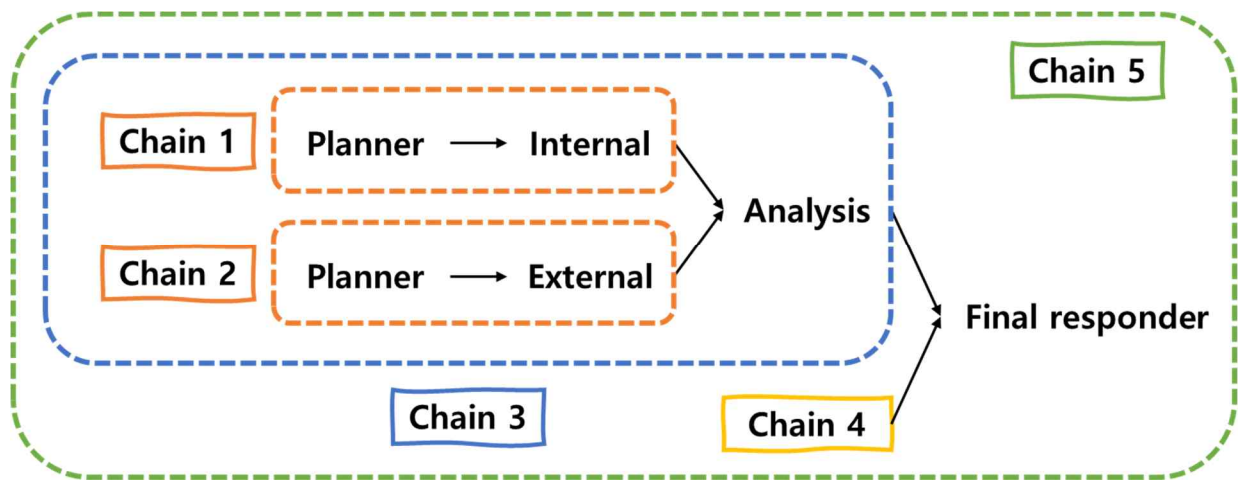 Chain 5
Chain 1
Planner
Internal
Analysis
Chain 2
Planner
External
Final responder
Chain 3
Chain 4